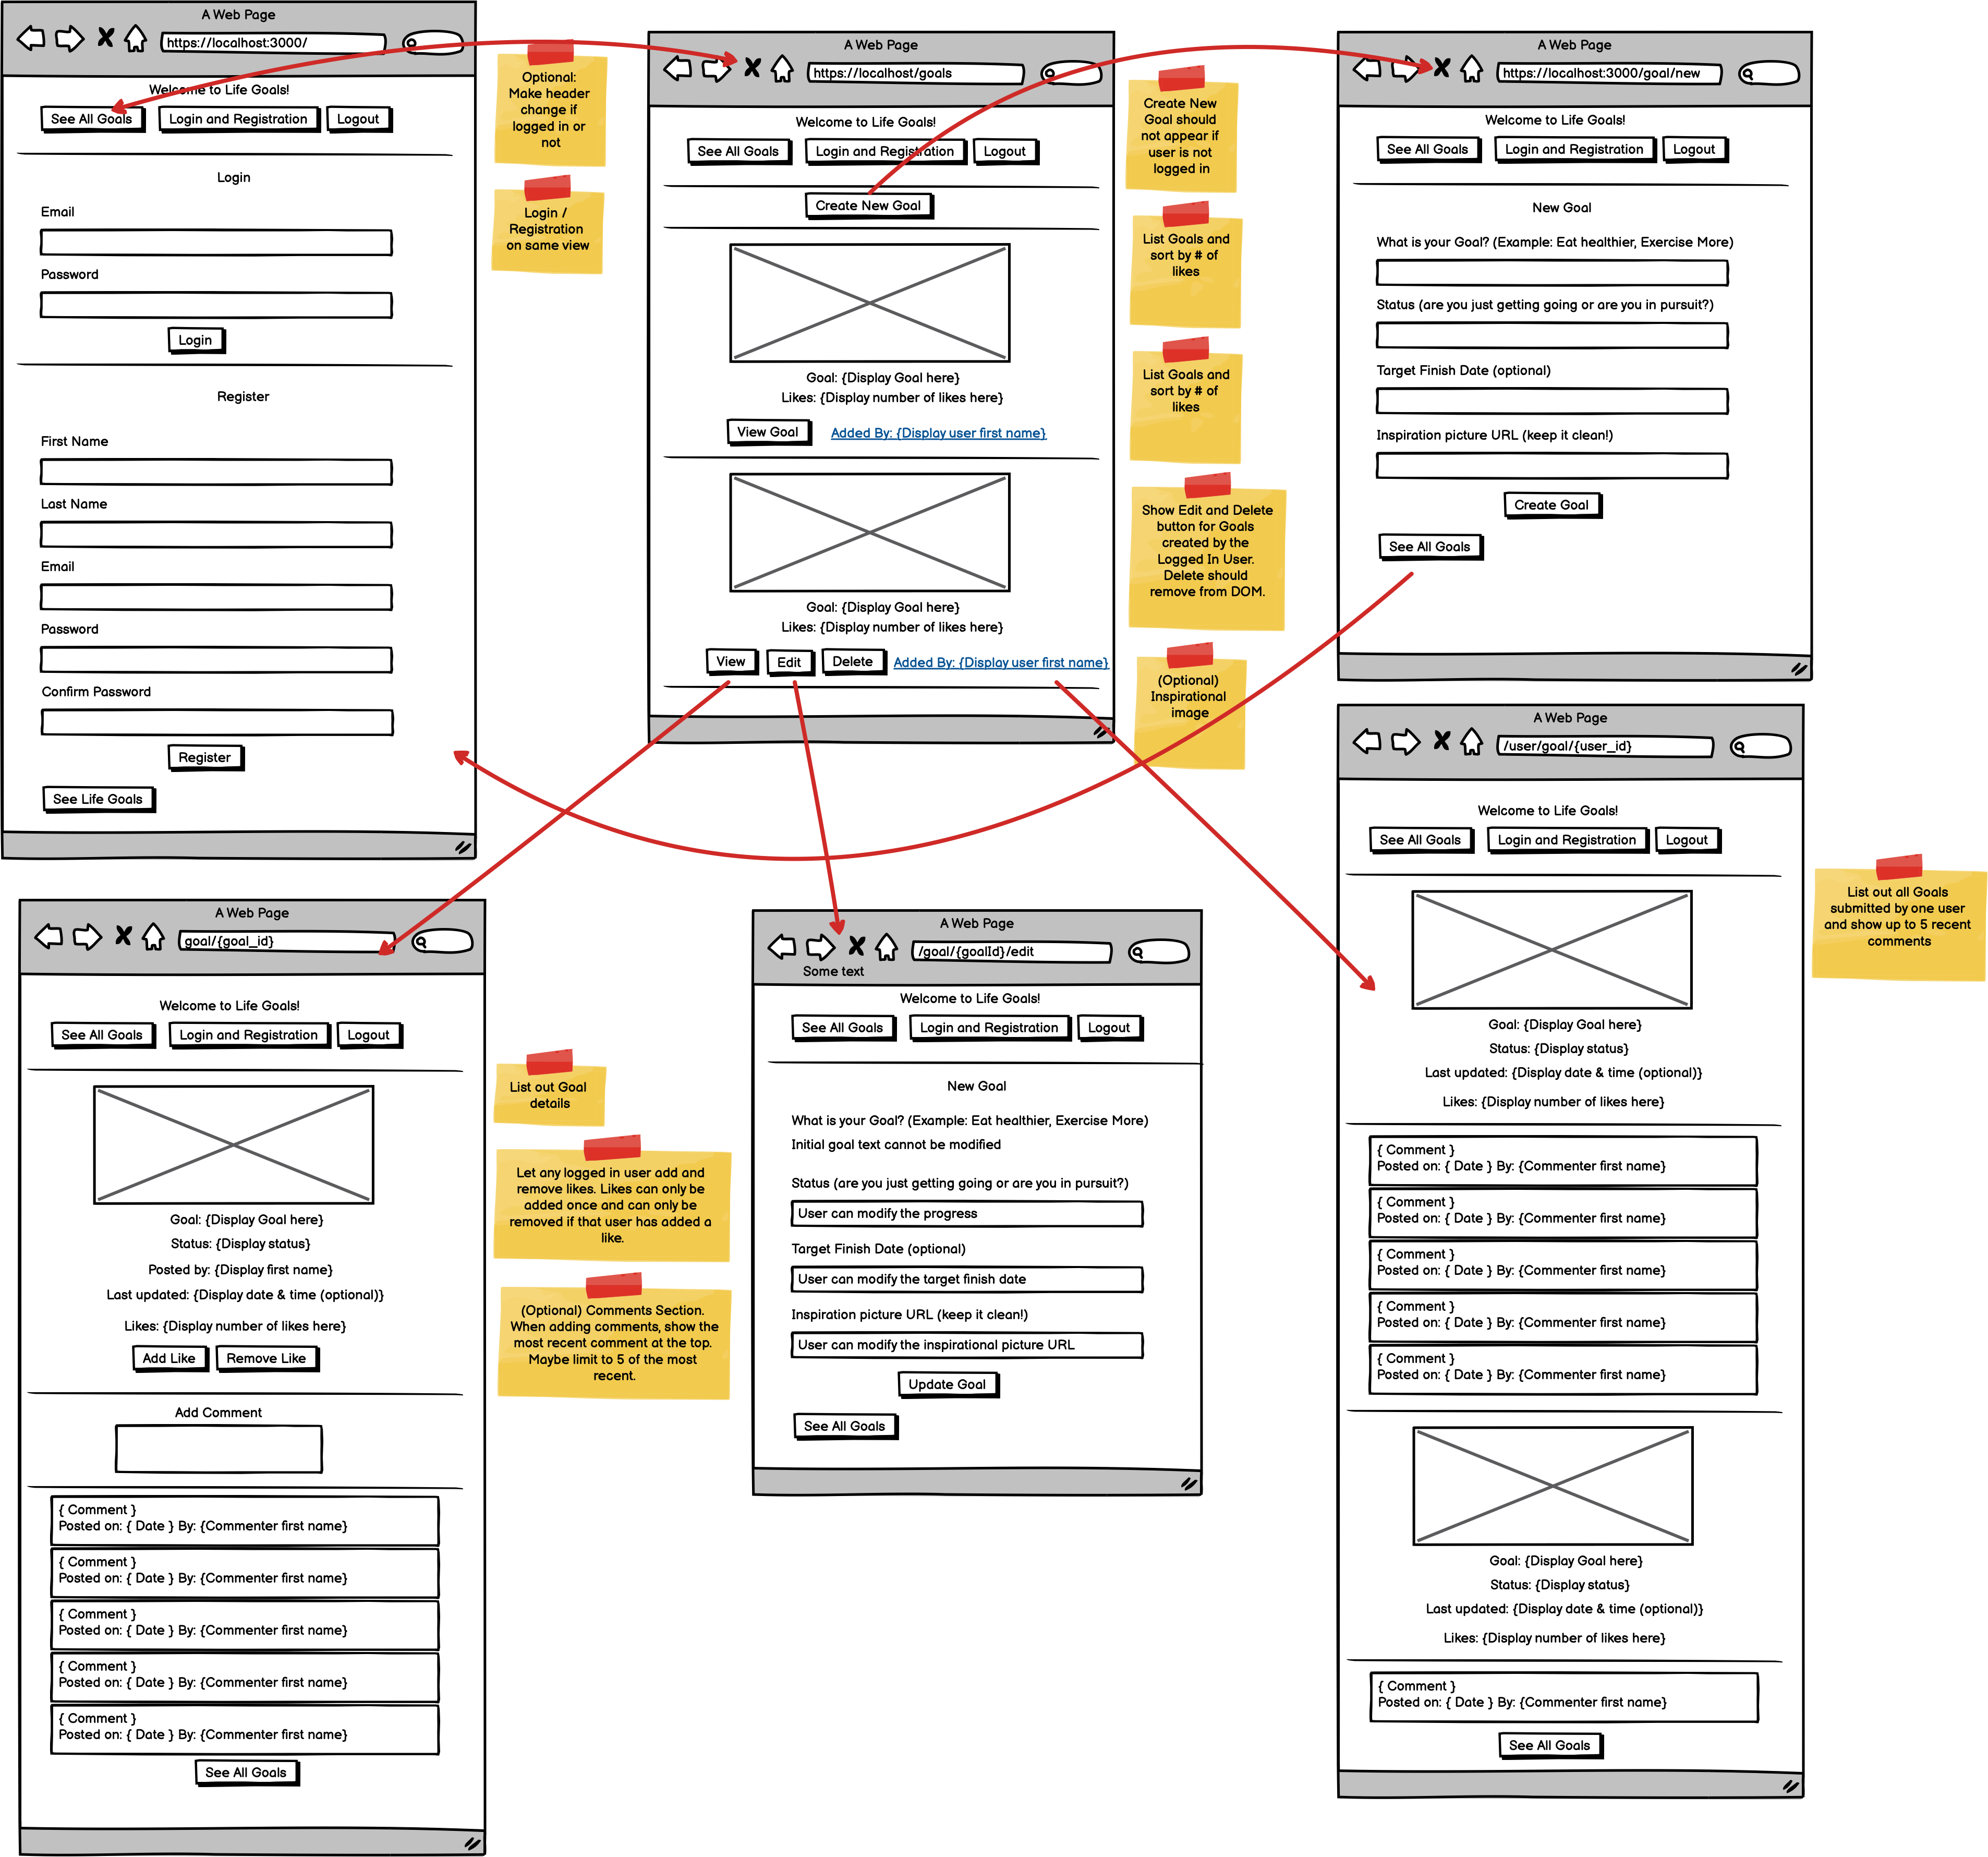 A Web Page
https://localhost:3000/
Welcome to Life Goals!
See All Goals
Login and Registration
Logout
Login
Email
Password
Login
Register
First Name
Last Name
Email
Password
Confirm Password
Register
See Life Goals
Optional:
Make header
change if
logged in or
not
Login /
Registration
on same view
A Web Page
https://localhost/goals
Welcome to Life Goals!
See All Goals
Login and Registration
Logout
Create New Goal
Goal: {Display Goal here}
Likes: {Display number of likes here}
View Goal
Added By: {Display user first name}
Goal: {Display Goal here}
Likes: {Display number of likes here}
View
Edit
Delete
Added By: {Display user first name}
Create New
Goal should
not appear if
user is not
logged in
List Goals and
sort by # of
likes
List Goals and
sort by # of
likes
Show Edit and Delete
button for Goals
created by the
Logged In User.
Delete should
remove from DOM.
(Optional)
Inspirational
image
A Web Page
https://localhost:3000/goal/new
Welcome to Life Goals!
See All Goals
Login and Registration
Logout
New Goal
What is your Goal? (Example: Eat healthier, Exercise More)
Status (are you just getting going or are you in pursuit?)
Target Finish Date (optional)
Inspiration picture URL (keep it clean!)
Create Goal
See All Goals
A Web Page
goal/{goal_id}
Welcome to Life Goals!
See All Goals
Login and Registration
Logout
Goal: {Display Goal here}
Status: {Display status}
Posted by: {Display first name}
Last updated: {Display date & time (optional)}
Likes: {Display number of likes here}
Add Like
Remove Like
Add Comment
{ Comment }
Posted on: { Date } By: {Commenter first name}
{ Comment }
Posted on: { Date } By: {Commenter first name}
{ Comment }
Posted on: { Date } By: {Commenter first name}
{ Comment }
Posted on: { Date } By: {Commenter first name}
{ Comment }
Posted on: { Date } By: {Commenter first name}
See All Goals
List out Goal
details
Let any logged in user add and
remove likes. Likes can only be
added once and can only be
removed if that user has added a
like.
(Optional) Comments Section.
When adding comments, show the
most recent comment at the top.
Maybe limit to 5 of the most
recent.
A Web Page
/goal/{goalId}/edit
Some text
Welcome to Life Goals!
See All Goals
Login and Registration
Logout
New Goal
What is your Goal? (Example: Eat healthier, Exercise More)
Initial goal text cannot be modified
Status (are you just getting going or are you in pursuit?)
User can modify the progress
Target Finish Date (optional)
User can modify the target finish date
Inspiration picture URL (keep it clean!)
User can modify the inspirational picture URL
Update Goal
See All Goals
A Web Page
/user/goal/{user_id}
Welcome to Life Goals!
See All Goals
Login and Registration
Logout
Goal: {Display Goal here}
Status: {Display status}
Last updated: {Display date & time (optional)}
Likes: {Display number of likes here}
{ Comment }
Posted on: { Date } By: {Commenter first name}
{ Comment }
Posted on: { Date } By: {Commenter first name}
{ Comment }
Posted on: { Date } By: {Commenter first name}
{ Comment }
Posted on: { Date } By: {Commenter first name}
{ Comment }
Posted on: { Date } By: {Commenter first name}
Goal: {Display Goal here}
Status: {Display status}
Last updated: {Display date & time (optional)}
Likes: {Display number of likes here}
{ Comment }
Posted on: { Date } By: {Commenter first name}
See All Goals
List out all Goals
submitted by one user
and show up to 5 recent
comments